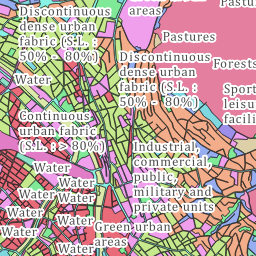 areas
Pastu
Discontinuous
dense urban
fabric (S.L. :
50% - 80%)
Pastures
Discontinuous
dense urban
fabric (S.L. :
50% - 80%)
Forests
Water
Sport
leisu
facili
Continuous
urban fabric
(S.L. : > 80%)
Industrial,
commercial,
public,
military and
private units
Water
Water
Water
Water
Water
Water
Green urban
areas
Water